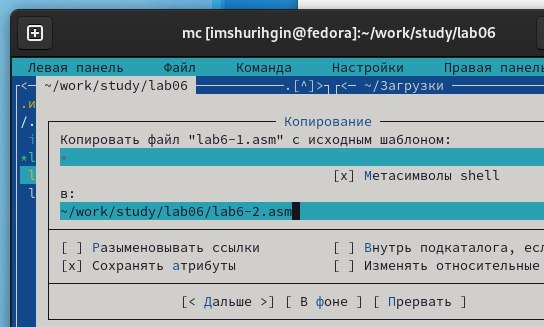 mc [imshurihgin@fedora]:~/work/study/lab06
Левая панель Файл Команда Настройки Правая панель
<— ~/work/study/lab06 .[^]> <— ~/Загрузки
.и
/.
i
*l
l
l
Копирование
Копировать файл "lab6-1.asm" с исходным шаблоном:
*
[x] Метасимволы shell
в:
~/work/study/lab06/lab6-2.asm
[ ] Разыменовывать ссылки [ ] Внутрь подкаталога, есл
[x] Сохранять атрибуты [ ] Изменять относительные
[< Дальше >] [ В фоне ] [ Прервать ]